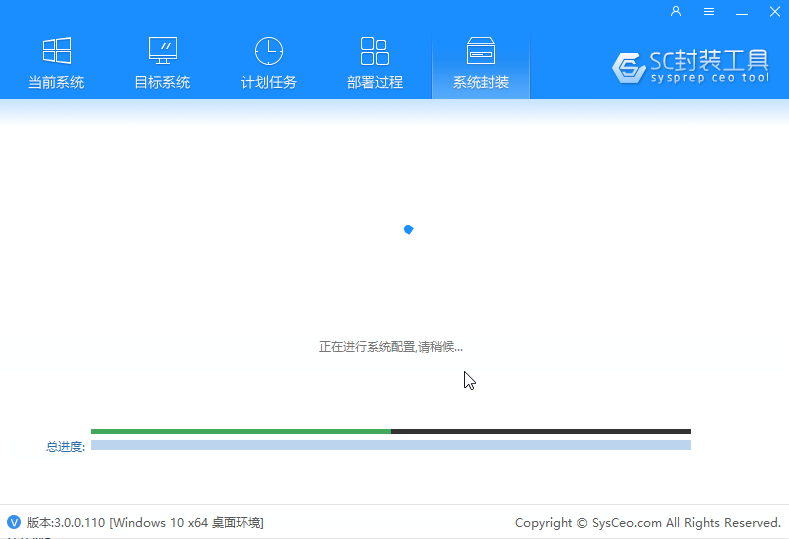 当前系统
目标系统
计划任务
部署过程
系统封装
SC封装工具
sysprep ceo tool
正在进行系统配置,请稍候...
总进度:
V 版本:3.0.0.110 [Windows 10 x64 桌面环境]
Copyright © SysCeo.com All Rights Reserved.